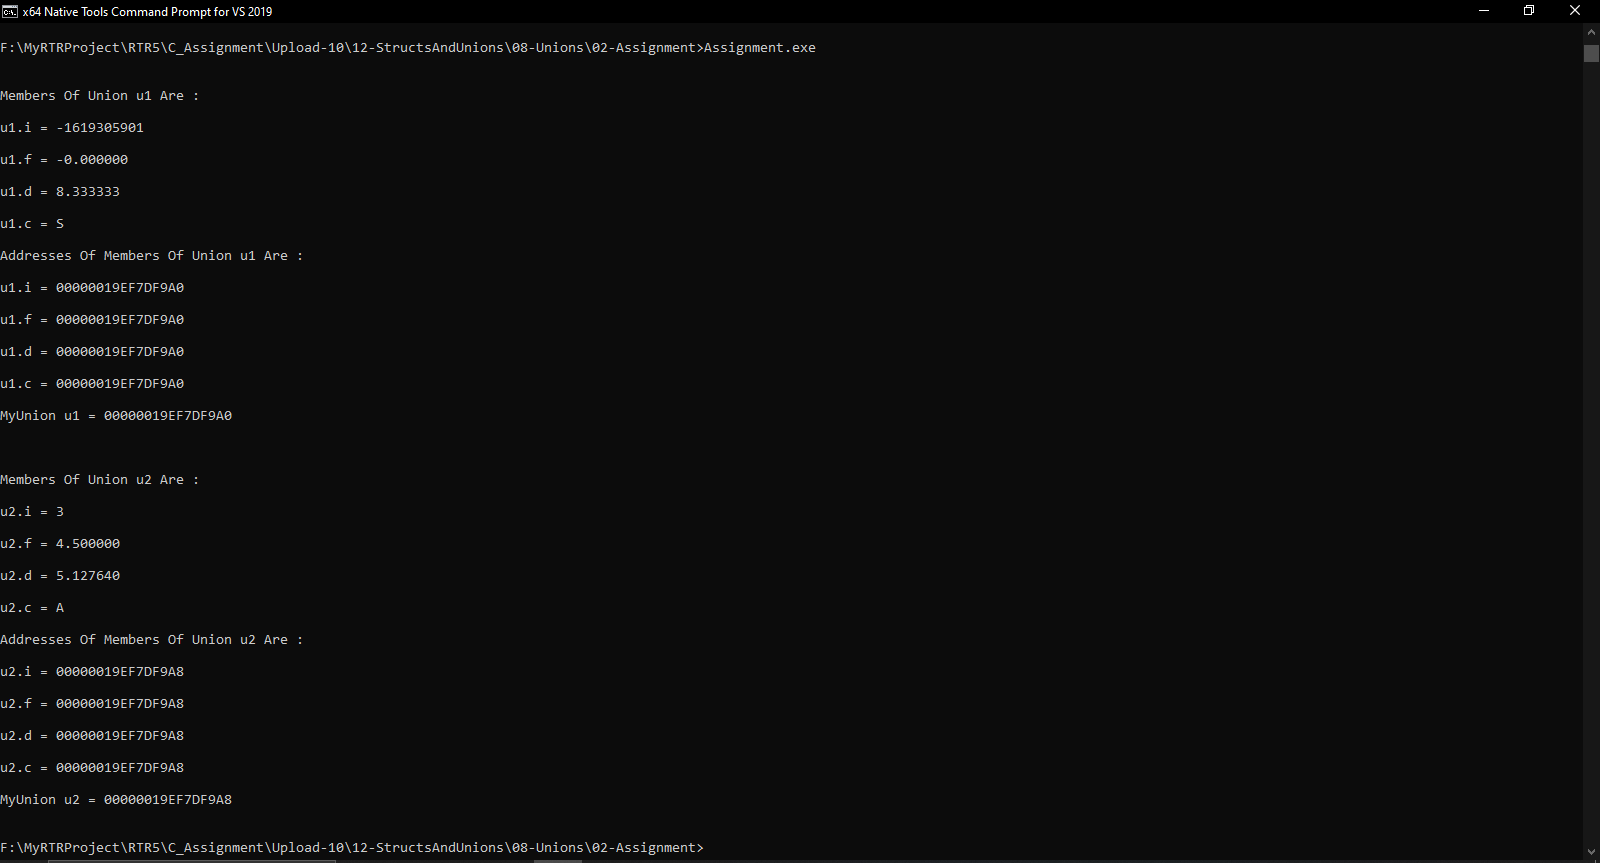 x64 Native Tools Command Prompt for VS 2019
F:\MyRTRProject\RTR5\C_Assignment\Upload-10\12-StructsAndUnions\08-Unions\02-Assignment>Assignment.exe
Members Of Union u1 Are :
u1.i = -1619305901
u1.f = -0.000000
u1.d = 8.333333
u1.c = S
Addresses Of Members Of Union u1 Are :
u1.i = 00000019EF7DF9A0
u1.f = 00000019EF7DF9A0
u1.d = 00000019EF7DF9A0
u1.c = 00000019EF7DF9A0
MyUnion u1 = 00000019EF7DF9A0
Members Of Union u2 Are :
u2.i = 3
u2.f = 4.500000
u2.d = 5.127640
u2.c = A
Addresses Of Members Of Union u2 Are :
u2.i = 00000019EF7DF9A8
u2.f = 00000019EF7DF9A8
u2.d = 00000019EF7DF9A8
u2.c = 00000019EF7DF9A8
MyUnion u2 = 00000019EF7DF9A8
F:\MyRTRProject\RTR5\C_Assignment\Upload-10\12-StructsAndUnions\08-Unions\02-Assignment>